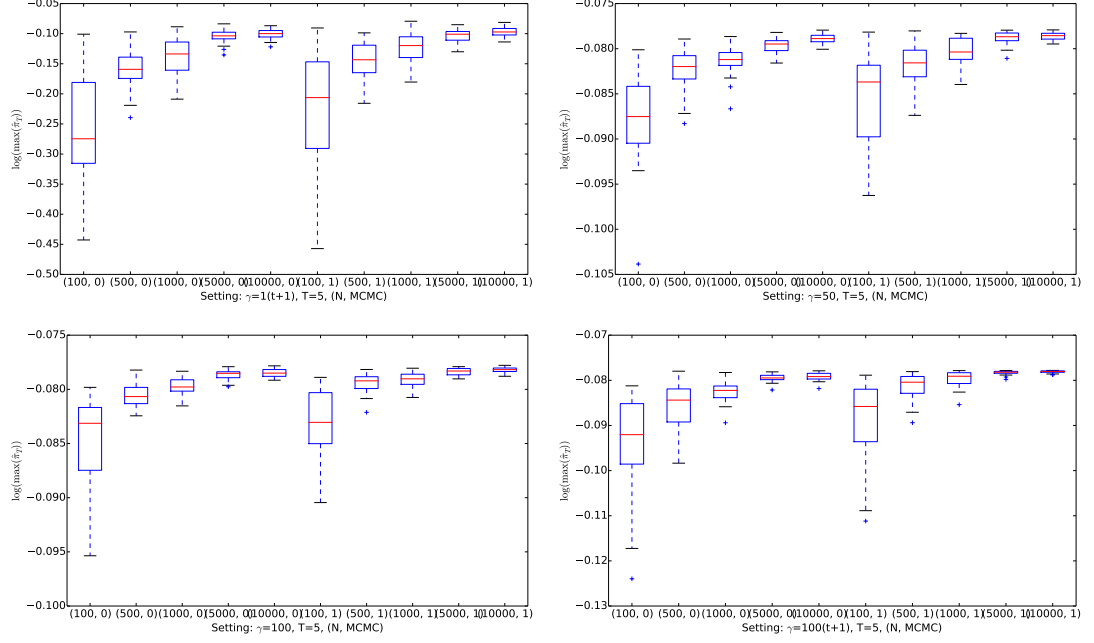 −0.05
−0.10
−0.15
−0.20
−0.25
−0.30
−0.35
−0.40
−0.45
−0.50
log(max(π̂_T))
(100, 0) (500, 0) (1000, 0) (5000, 0) (10000, 0) (100, 1) (500, 1) (1000, 1) (5000, 1) (10000, 1)
Setting: γ=1(t+1), T=5, (N, MCMC)
−0.075
−0.080
−0.085
−0.090
−0.095
−0.100
−0.105
log(max(π̂_T))
(100, 0) (500, 0) (1000, 0) (5000, 0) (10000, 0) (100, 1) (500, 1) (1000, 1) (5000, 1) (10000, 1)
Setting: γ=50, T=5, (N, MCMC)
−0.075
−0.080
−0.085
−0.090
−0.095
−0.100
log(max(π̂_T))
(100, 0) (500, 0) (1000, 0) (5000, 0) (10000, 0) (100, 1) (500, 1) (1000, 1) (5000, 1) (10000, 1)
Setting: γ=100, T=5, (N, MCMC)
−0.07
−0.08
−0.09
−0.10
−0.11
−0.12
−0.13
log(max(π̂_T))
(100, 0) (500, 0) (1000, 0) (5000, 0) (10000, 0) (100, 1) (500, 1) (1000, 1) (5000, 1) (10000, 1)
Setting: γ=100(t+1), T=5, (N, MCMC)